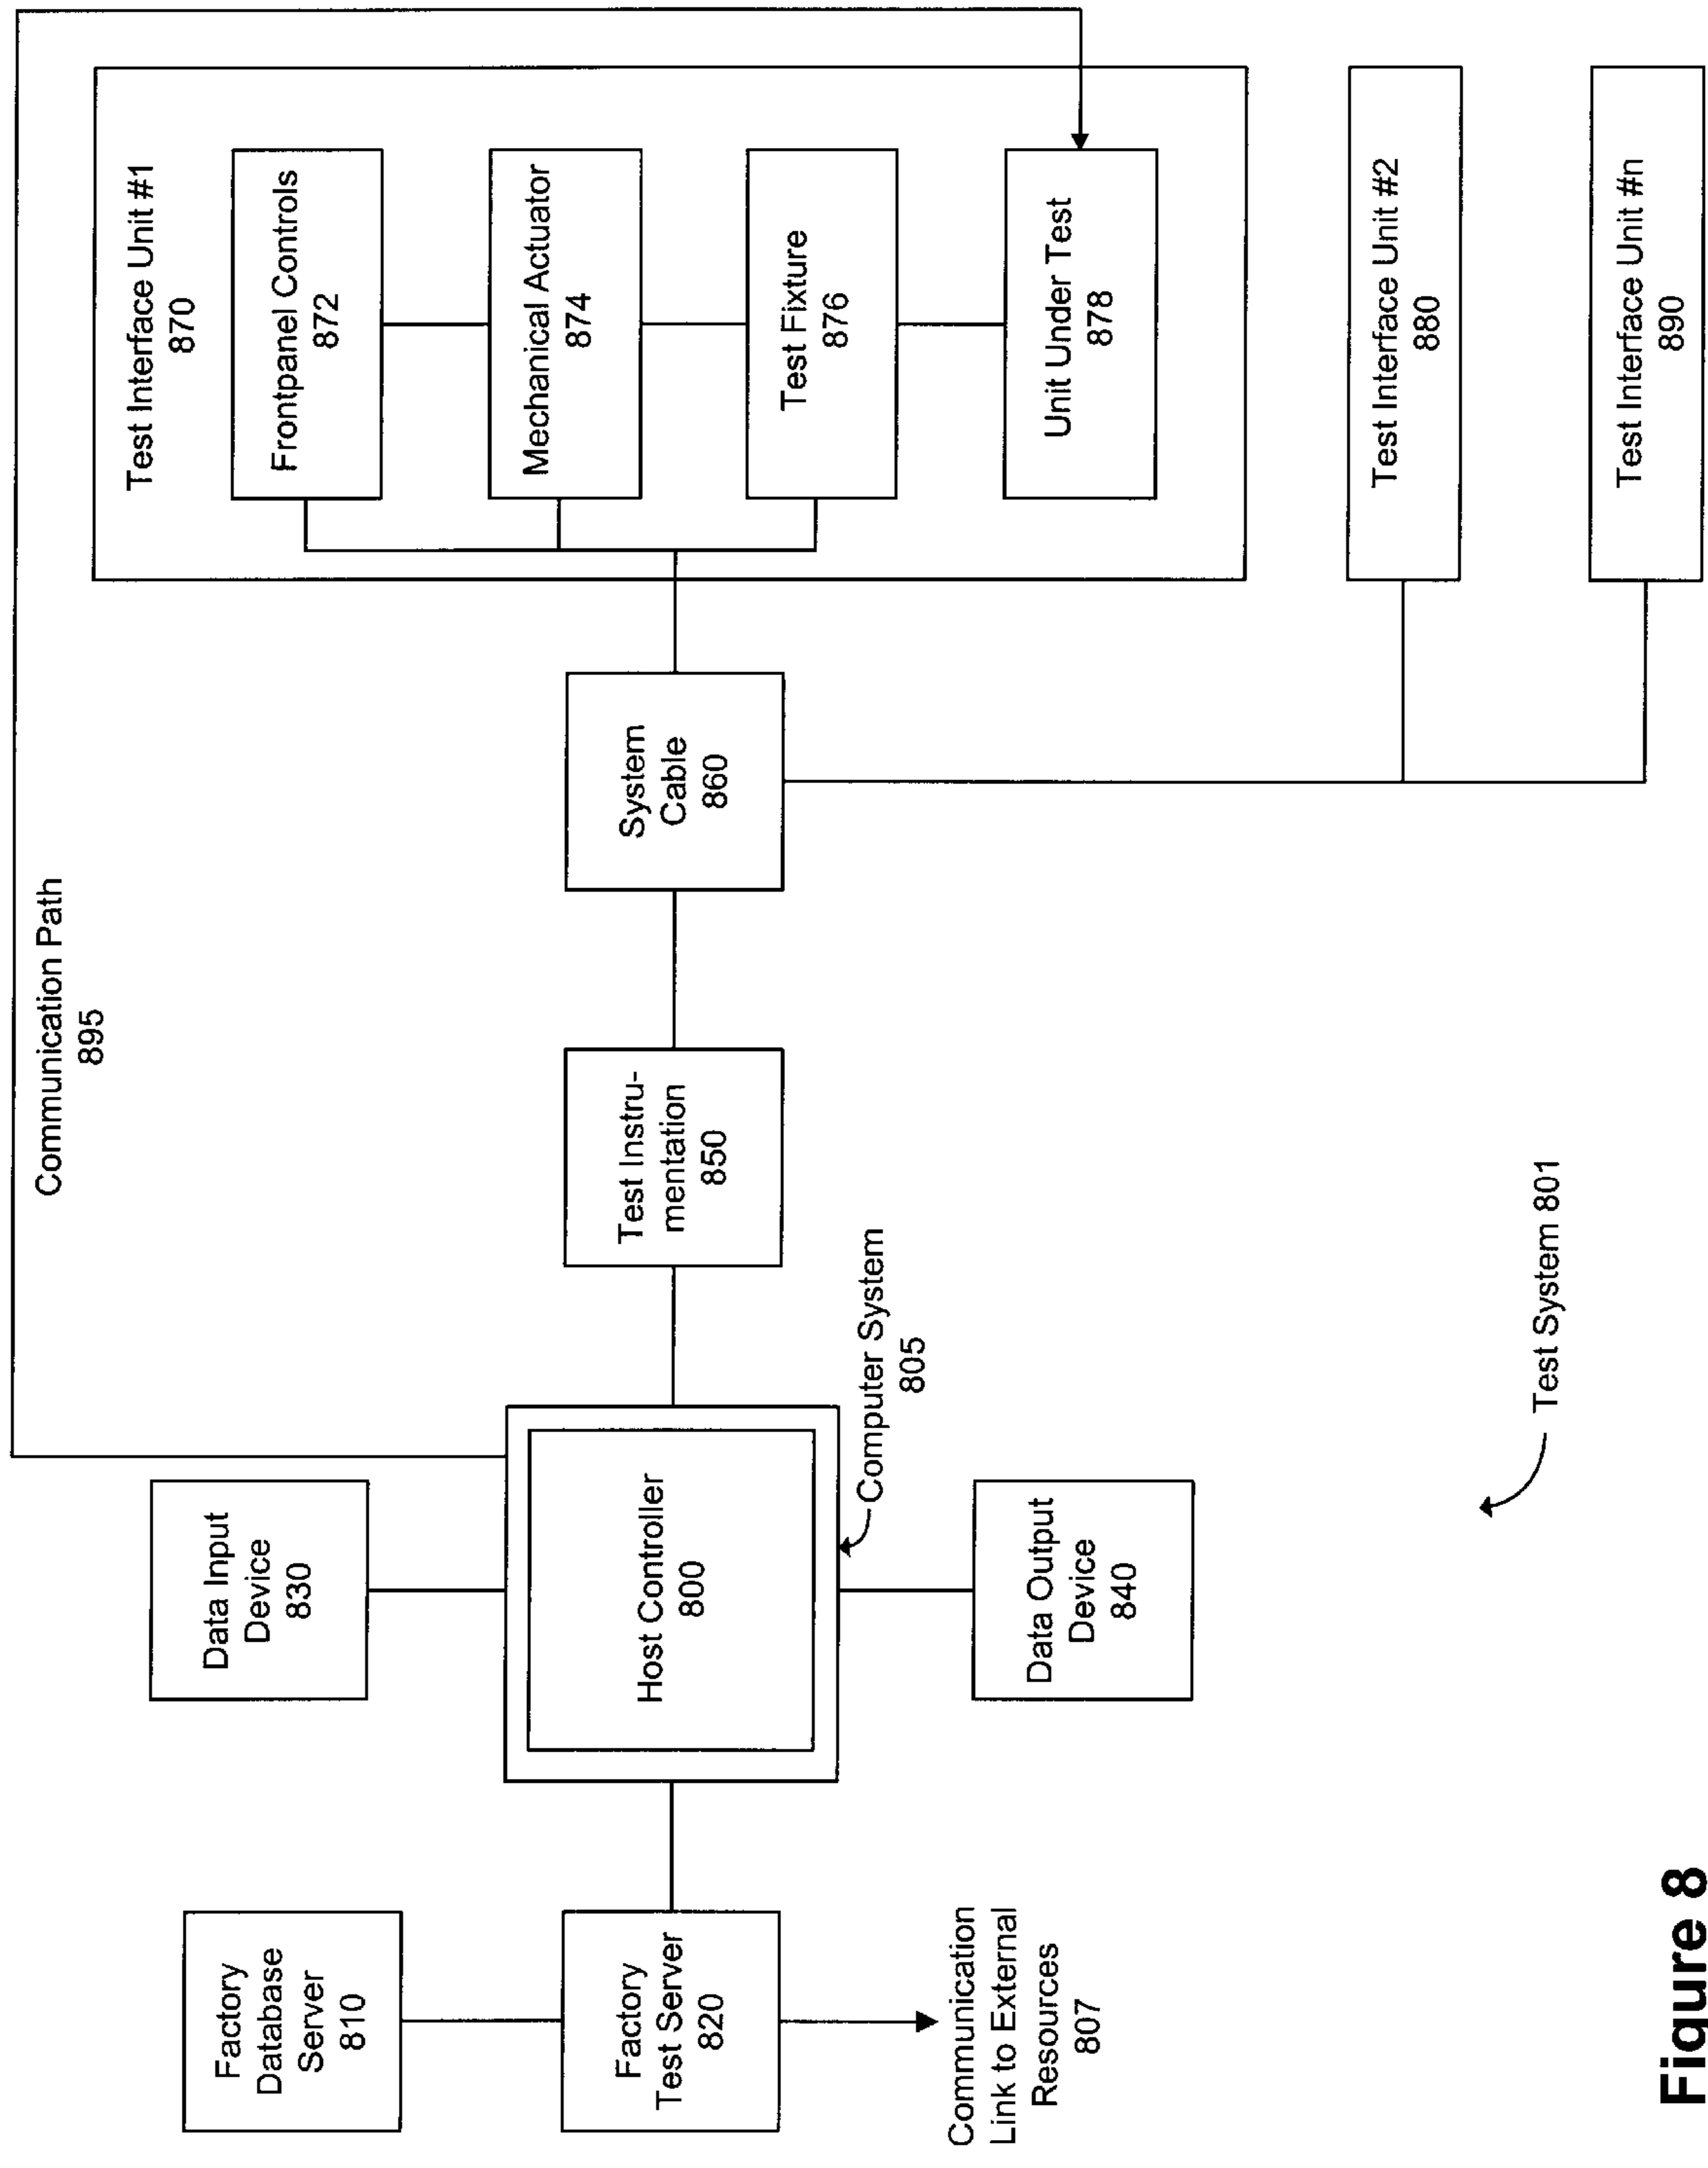 Communication Path
895
Test Interface Unit #1
870
Frontpanel Controls
872
Mechanical Actuator
874
Test Fixture
876
Unit Under Test
878
Test Interface Unit #2
880
Test Interface Unit #n
890
System
Cable
860
Test Instru-
mentation
850
Computer System
805
Data Input
Device
830
Host Controller
800
Data Output
Device
840
Factory
Database
Server
810
Factory
Test Server
820
Communication
Link to External
Resources
807
Test System 801
Figure 8